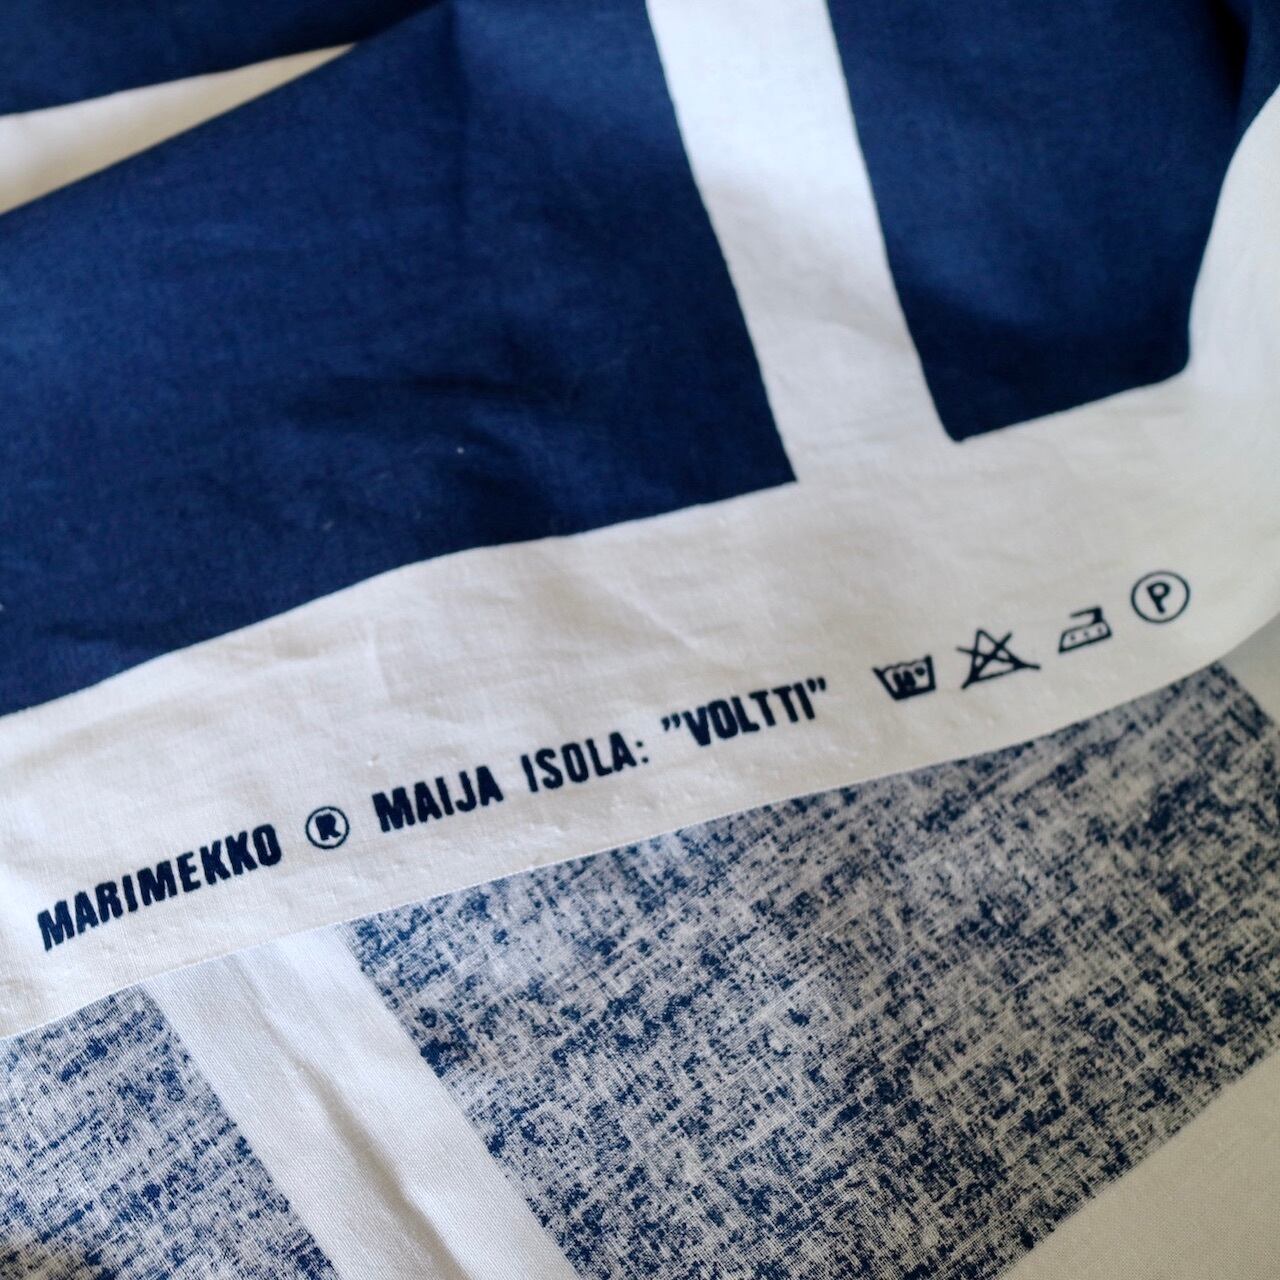 MARIMEKKO ® MAIJA ISOLA: "VOLTTI" Ⓟ